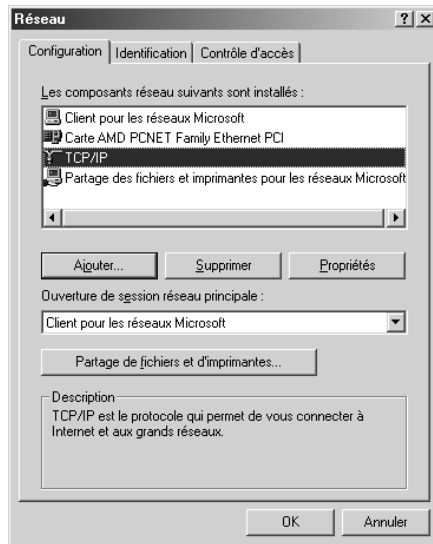 Réseau
Configuration Identification Contrôle d'accès
Les composants réseau suivants sont installés :
Client pour les réseaux Microsoft
Carte AMD PCNET Family Ethernet PCI
TCP/IP
Partage des fichiers et imprimantes pour les réseaux Microsoft
Ajouter... Supprimer Propriétés
Ouverture de session réseau principale :
Client pour les réseaux Microsoft
Partage de fichiers et d'imprimantes...
Description
TCP/IP est le protocole qui permet de vous connecter à
Internet et aux grands réseaux.
OK Annuler